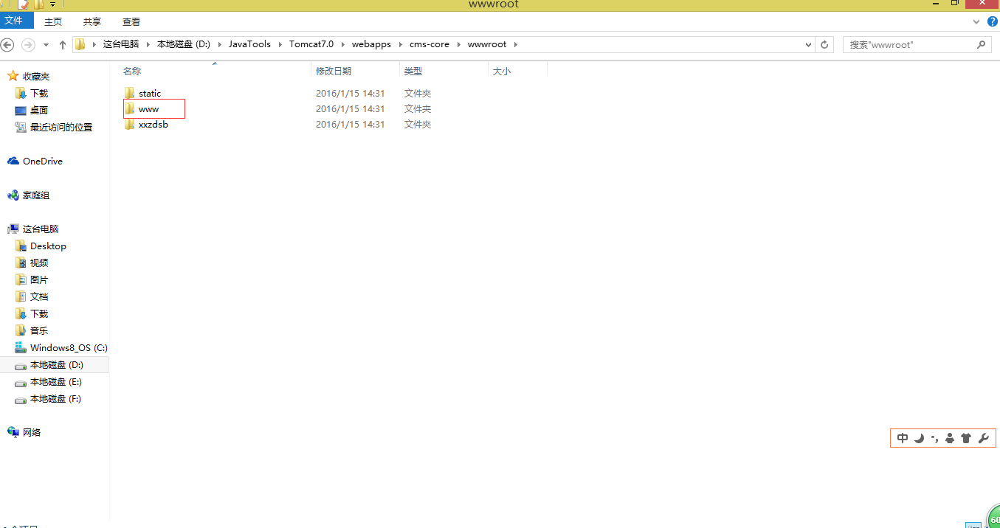 wwwroot
文件 主页 共享 查看
这台电脑 本地磁盘 (D:) JavaTools Tomcat7.0 webapps cms-core wwwroot 搜索"wwwroot"
名称 修改日期 类型 大小
static 2016/1/15 14:31 文件夹
www 2016/1/15 14:31 文件夹
xxzdsb 2016/1/15 14:31 文件夹
收藏夹
下载
桌面
最近访问的位置
OneDrive
家庭组
这台电脑
Desktop
视频
图片
文档
下载
音乐
Windows8_OS (C:)
本地磁盘 (D:)
本地磁盘 (E:)
本地磁盘 (F:)
网络
中
60